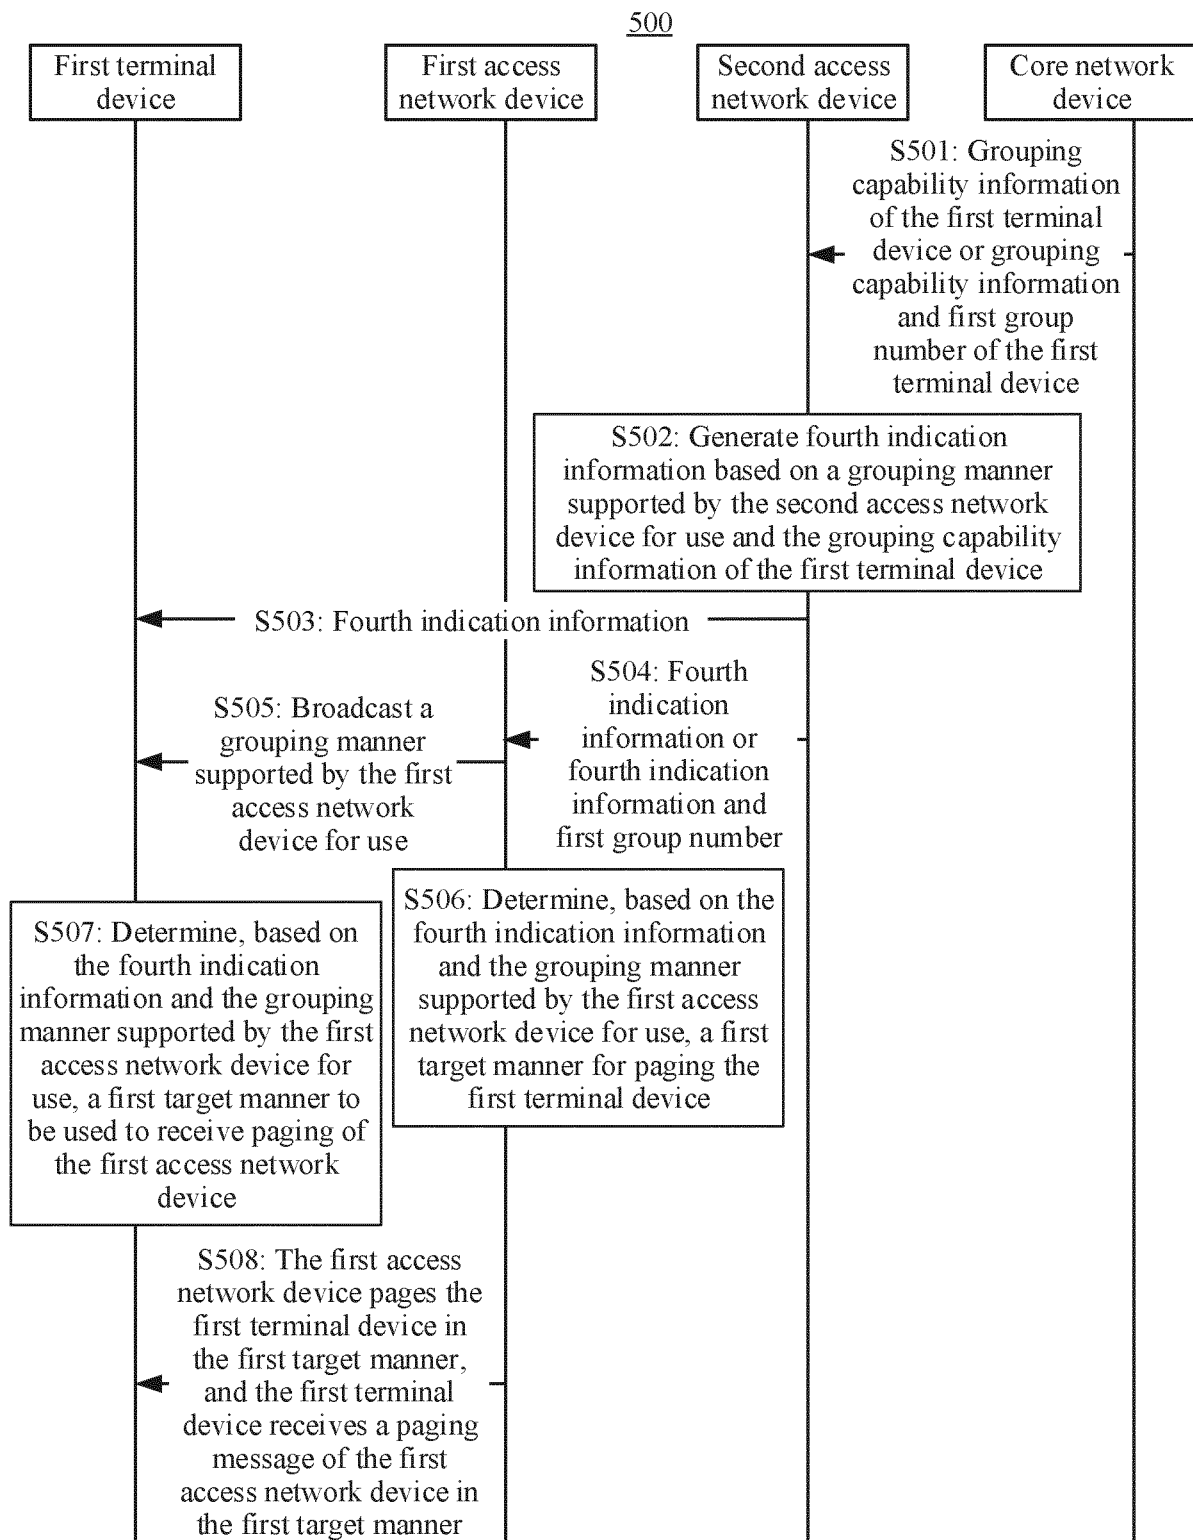 500
First terminal
device
First access
network device
Second access
network device
Core network
device
S501: Grouping
capability information
of the first terminal
device or grouping
capability information
and first group
number of the first
terminal device
S502: Generate fourth indication
information based on a grouping manner
supported by the second access network
device for use and the grouping capability
information of the first terminal device
S503: Fourth indication information
S504: Fourth
indication
information or
fourth indication
information and
first group number
S505: Broadcast a
grouping manner
supported by the first
access network
device for use
S506: Determine, based on the
fourth indication information
and the grouping manner
supported by the first access
network device for use, a first
target manner for paging the
first terminal device
S507: Determine, based on
the fourth indication
information and the grouping
manner supported by the first
access network device for
use, a first target manner to
be used to receive paging of
the first access network
device
S508: The first access
network device pages the
first terminal device in
the first target manner,
and the first terminal
device receives a paging
message of the first
access network device in
the first target manner